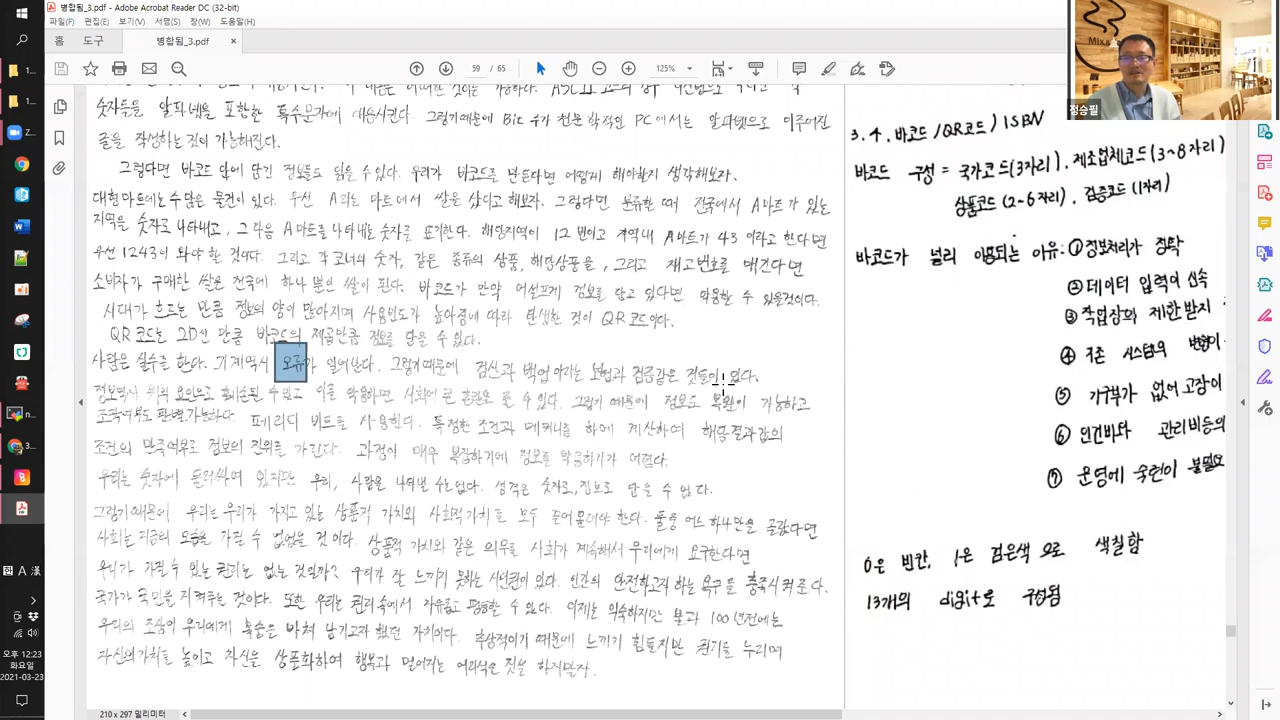 병합됨_3.pdf - Adobe Acrobat Reader DC (32-bit)
파일(F) 편집(E) 보기(V) 서명(S) 창 도움말(H)
홈 도구 병합됨_3.pdf ×
59 / 65 125%
숫자들을 알파벳을 포함한 특수문자에 대응시킨다. 그렇기때문에 Bit 수가 천문학적인 PC에서는 알파벳으로 이루어진
글을 작성하는 것이 가능해진다.
그렇다면 바코드 안에 담긴 정보도 읽을 수 있다. 우리가 바코드를 만든다면 어떻게 해야할지 생각해보자.
대형마트에는 수많은 물건이 있다. 우선 A라는 마트에서 쌀을 샀다고 해보자. 그렇다면 분류할 때 전국에서 A마트가 있는
지역을 숫자로 나타내고, 그 다음 A마트를 나타내는 숫자를 표기한다. 해당지역이 12번이고 지역내 A마트가 43이라고 한다면
우선 1243이 와야 할 것이다. 그리고 각 코너의 숫자, 같은 종류의 상품, 해당상품을, 그리고 재고번호를 매긴다면
소비자가 구매한 쌀은 전국에 하나 뿐인 쌀이 된다. 바코드가 만약 어설프게 정보를 담고 있다면 악용할 수 있을것이다.
시대가 흐르는 만큼 정보의 양이 많아지며 사용빈도가 높아짐에 따라 탄생한 것이 QR코드이다.
QR코드는 2D인 만큼 바코드의 제곱만큼 정보를 담을 수 있다.
사람은 실수를 한다. 기계역시 오류가 일어난다. 그렇기때문에 검산과 백업이라는 보험과 검증같은 것들이 있다.
정보역시 위의 요인으로 훼손될 수 있고 이를 악용하면 사회에 큰 혼란을 줄 수 있다. 그렇기 때문에 정보도 복원이 가능하고
조작여부도 판별가능하다. 패리티 비트를 사용한다. 특정한 조건과 메커니즘 하에 계산하여 해당결과값의
조건의 만족여부로 정보의 진위를 가린다. 과정이 매우 복잡하기에 정보를 악용하기가 어렵다.
우리는 숫자에 둘러싸여 있지만 우리, 사람을 나타낼 수는 없다. 성격은 숫자로, 정보로 담을 수 없다.
그렇기 때문에 우리는 우리가 가지고 있는 상품적 가치와 사회적 가치를 모두 끌어올려야 한다. 둘중 어느 하나만을 골랐다면
사회는 지금의 모습을 가질 수 없었을 것이다. 상품적 가치와 같은 의무를 사회가 계속해서 우리에게 요구한다면
우리가 가질 수 있는 권리는 없는 것일까? 우리가 잘 느끼지 못하는 사회권이 있다. 인간의 안전하고자 하는 욕구를 충족시켜 준다.
국가가 국민을 지켜주는 것이다. 또한 우리는 권리속에서 자유롭고 평등할 수 있다. 이제는 익숙하지만 불과 100년전에는
우리의 조상이 우리에게 목숨을 바쳐 남기고자 했던 가치이다. 추상적이기 때문에 느끼기 힘들지만 권리를 누리며
자신의가치를 높이고 자신을 상품화하여 행복과 멀어지는 어리석은 짓을 하지말자.
3.4. 바코드/QR코드/ISBN
바코드 구성 = 국가코드(3자리), 제조업체코드(3~8자리)
상품코드(2~6자리), 검증코드(1자리)
바코드가 널리 이용되는 이유: ①정보처리가 정확
②데이터 입력이 신속
③ 작업상의 제한받지
④ 기존 시스템의 변형이
⑤ 기구부가 없어 고장이
⑥ 인건비와 관리비등의
⑦ 운영에 숙련이 불필요
0은 빈칸, 1은 검은색 으로 색칠함
13개의 digit로 구성됨
정승필
210 x 297 밀리미터
한 A 漢
오후 12:23
화요일
2021-03-23